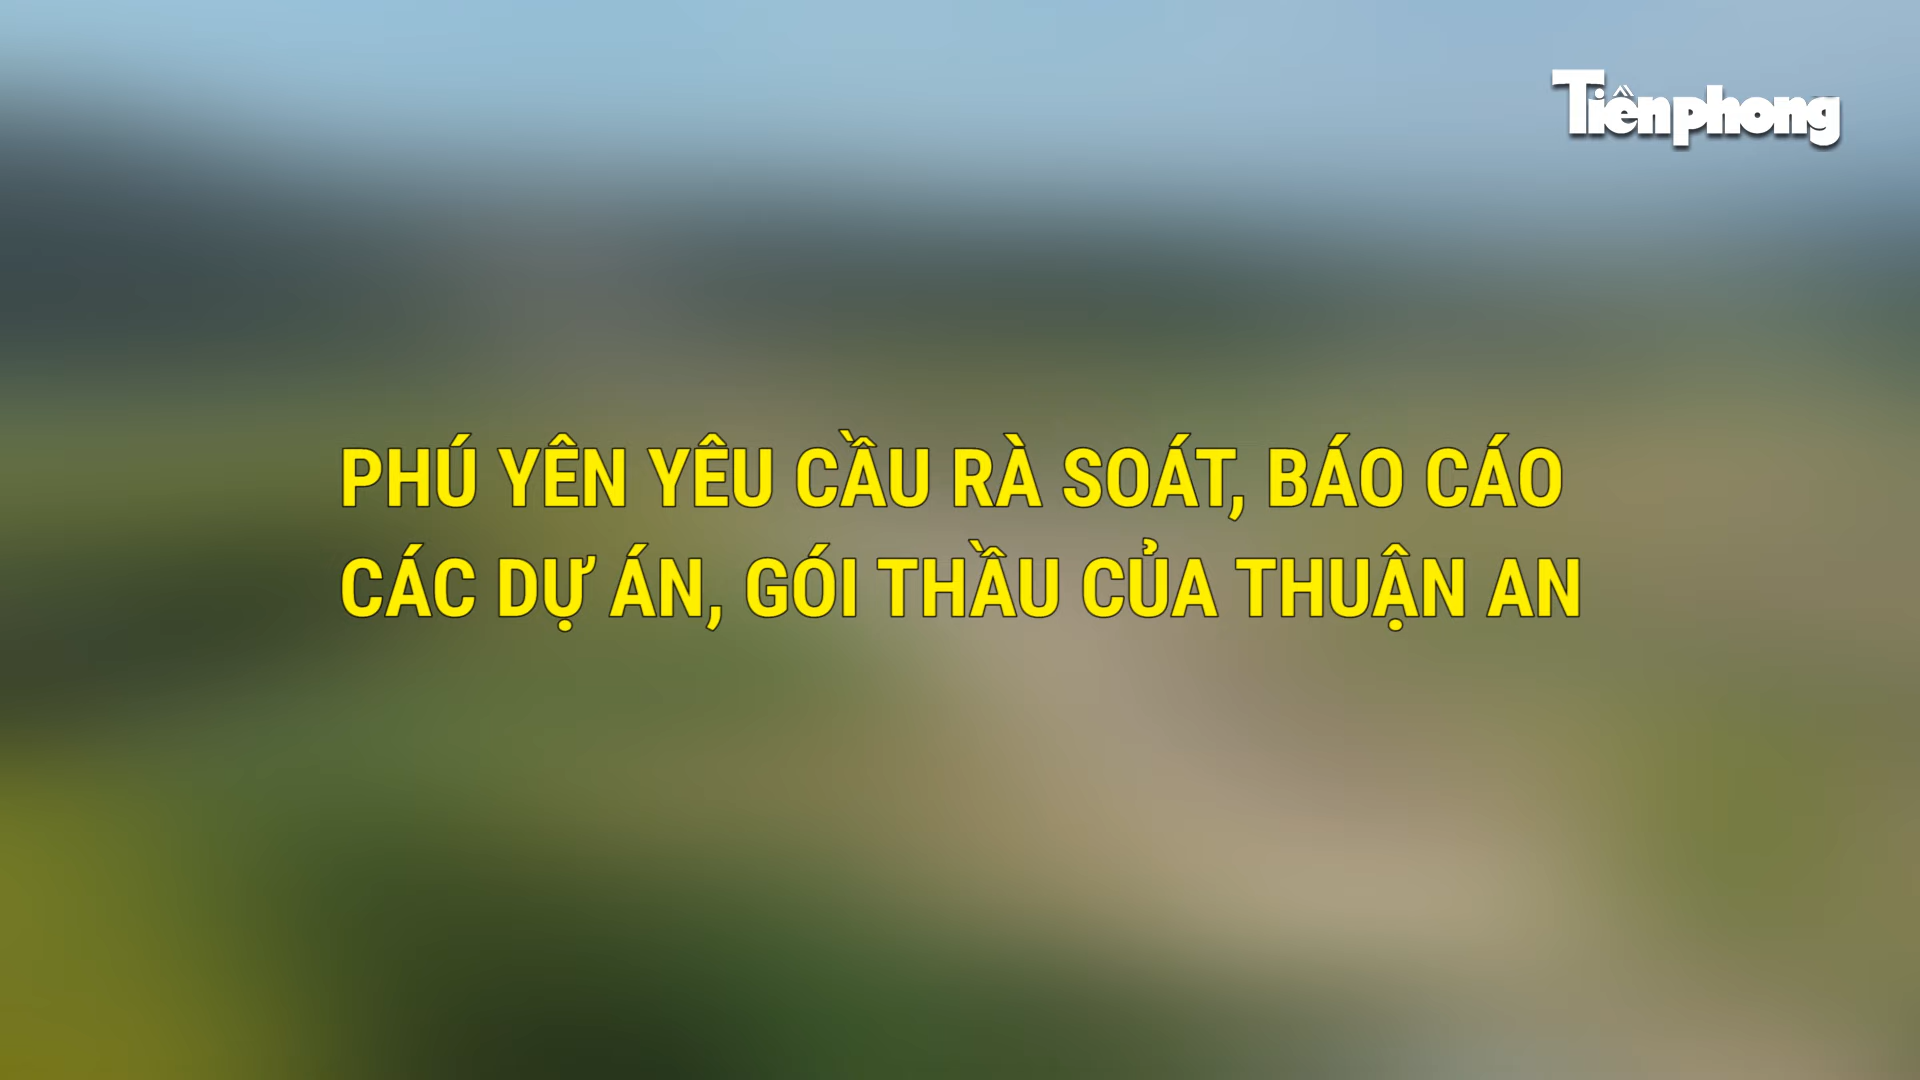 Tiềnphong
PHÚ YÊN YÊU CẦU RÀ SOÁT, BÁO CÁO
CÁC DỰ ÁN, GÓI THẦU CỦA THUẬN AN